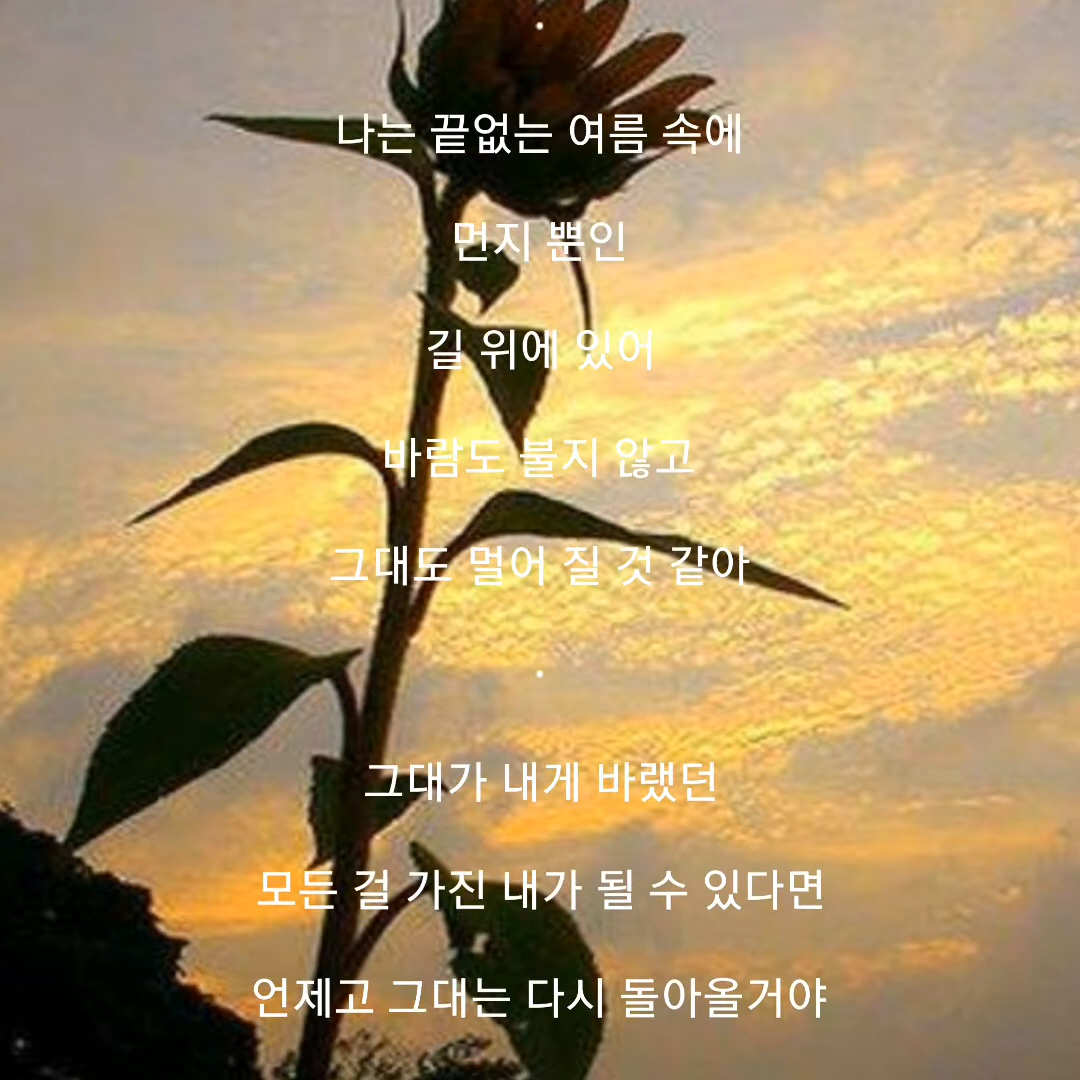 나는 끝없는 여름 속에
먼지 뿐인
길 위에 있어
바람도 불지 않고
그대도 멀어 질 것 같아
.
그대가 내게 바랬던
모든 걸 가진 내가 될 수 있다면
언제고 그대는 다시 돌아올거야